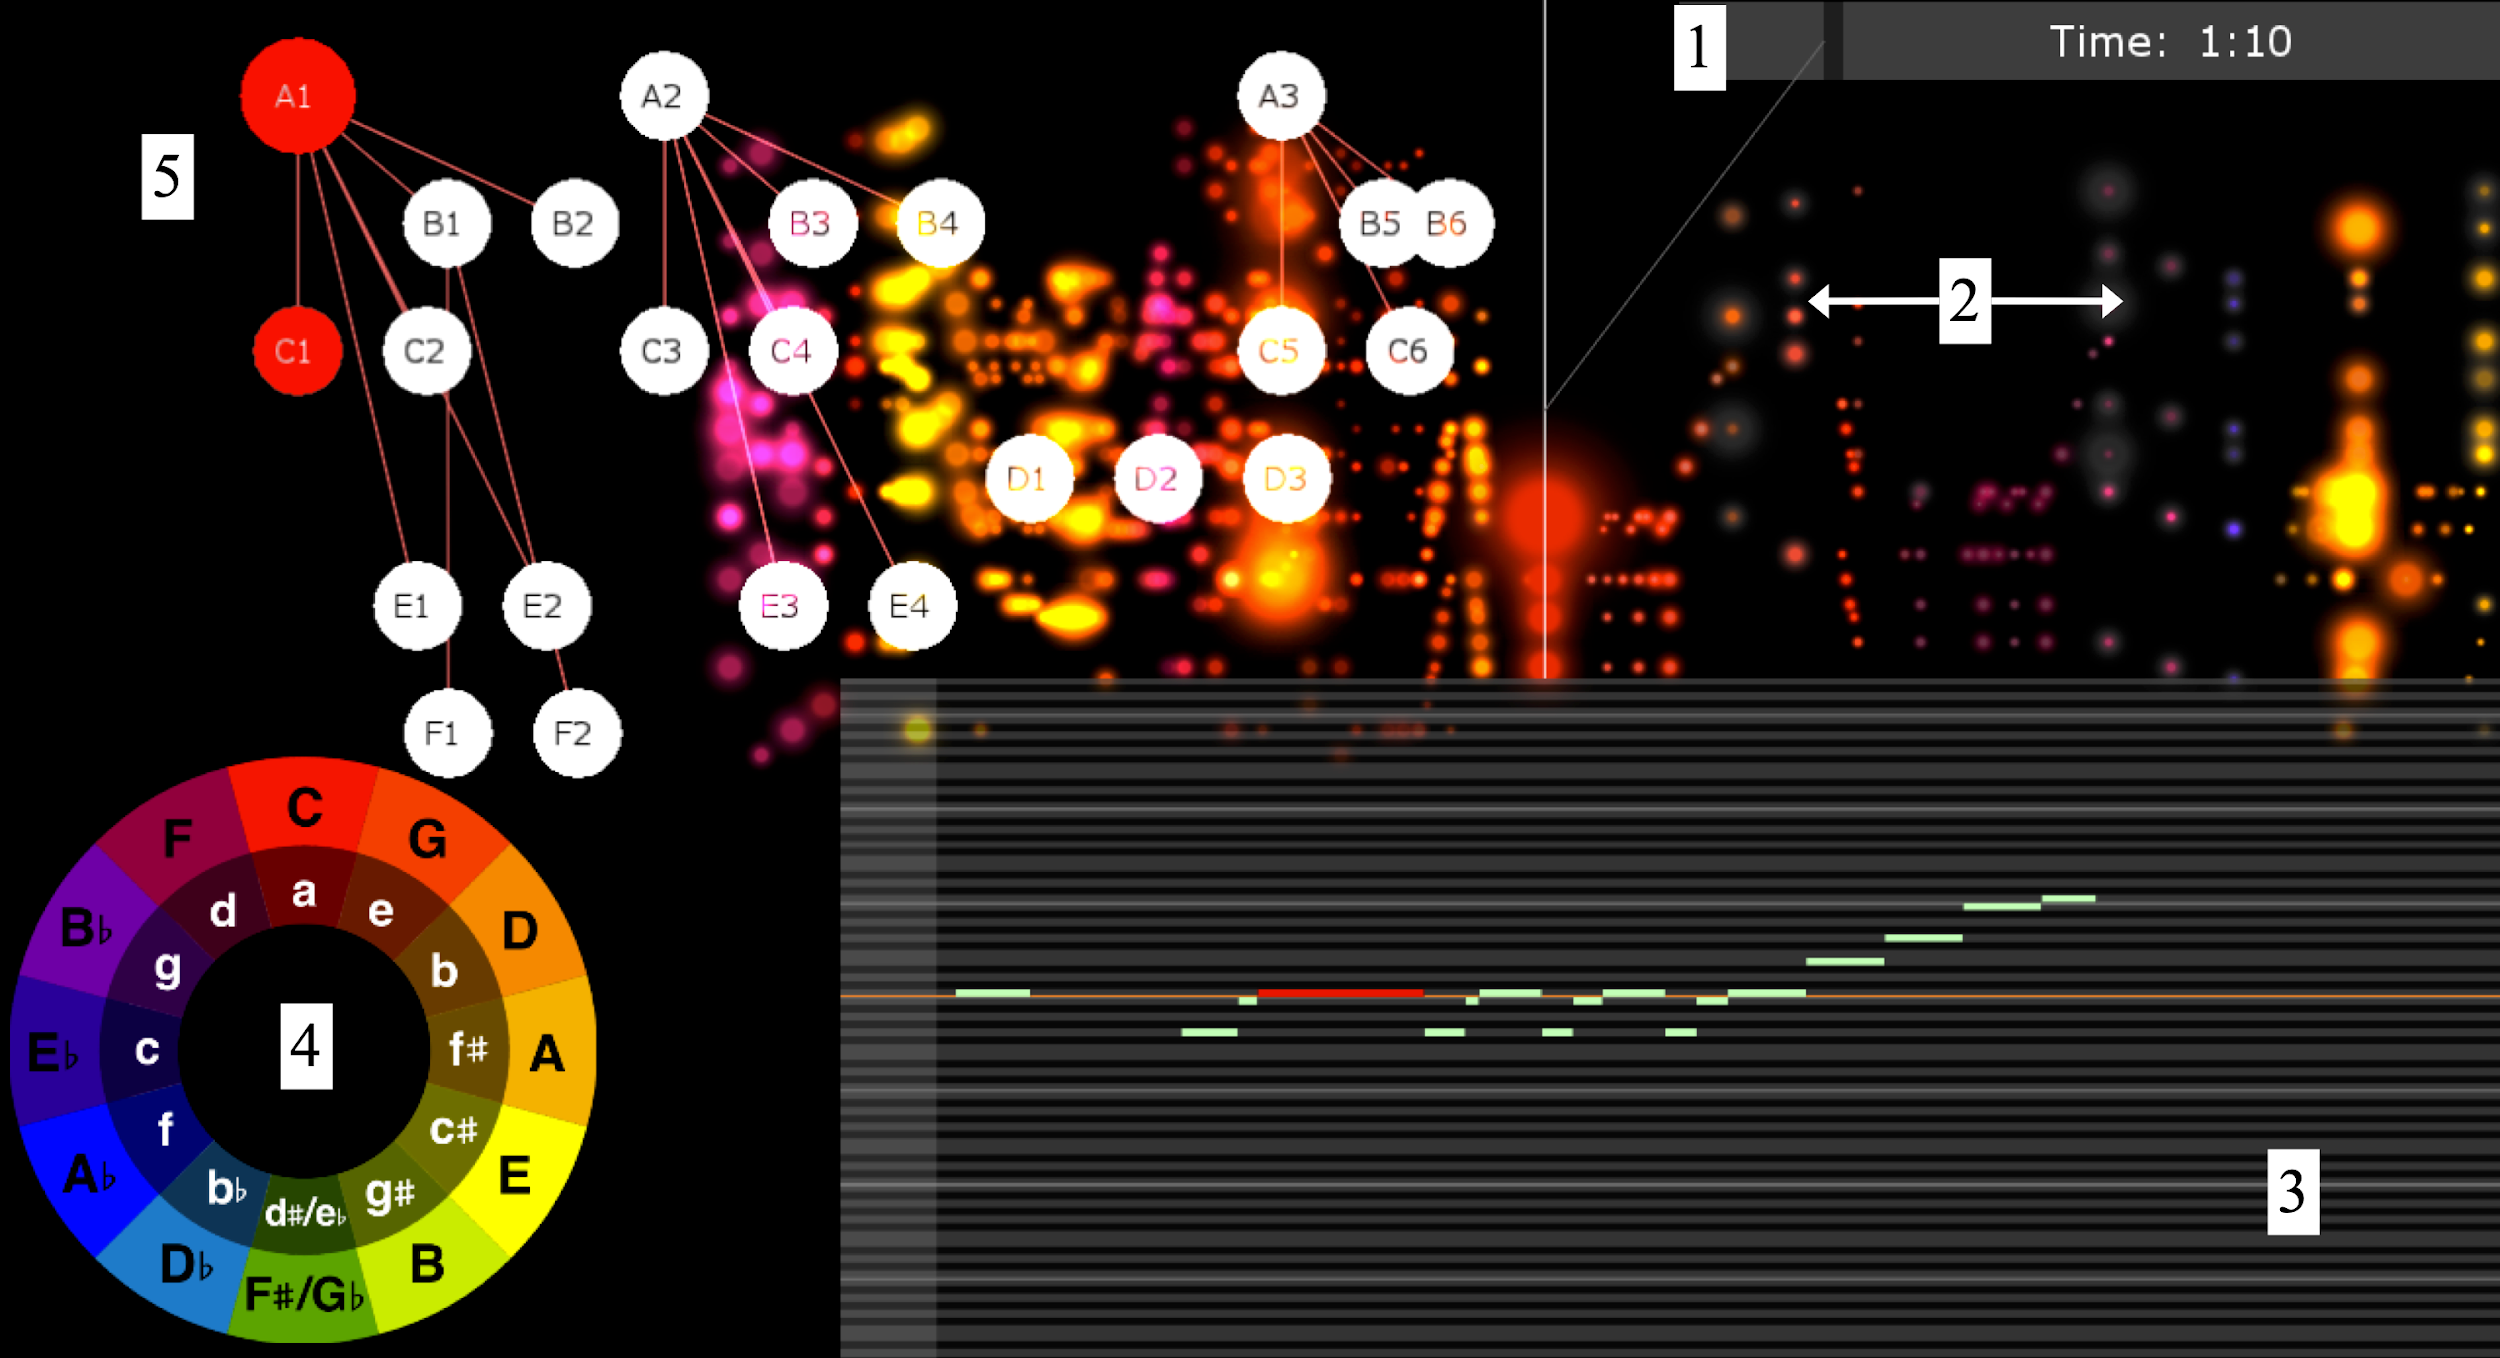 1
Time: 1:10
A1
A2
A3
5
B1
B2
B3
B4
B5
B6
2
C1
C2
C3
C4
C5
C6
D1
D2
D3
E1
E2
E3
E4
F1
F2
C
G
D
A
E
B
F#/G♭
D♭
A♭
E♭
B♭
F
a
e
b
f#
c#
g#
d#/e♭
b♭
f
c
g
d
4
3